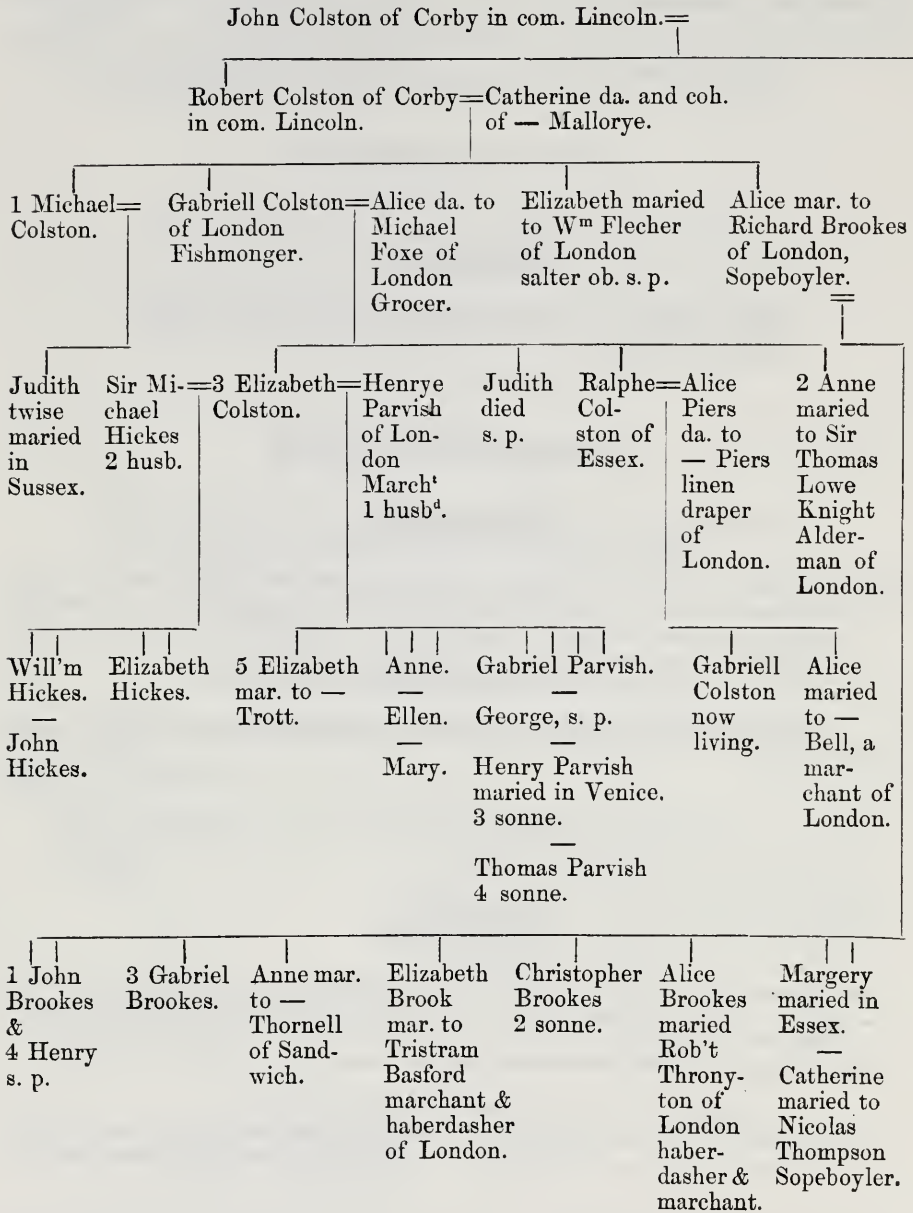 John Colston of Corby in com. Lincoln.=
Robert Colston of Corby=Catherine da. and coh.
in com. Lincoln.
of — Mallorye.
1 Michael=
Colston.
Gabriell Colston=
of London
Fishmonger.
Alice da. to
Michael
Foxe of
London
Grocer.
Elizabeth maried
to Wᵐ Flecher
of London
salter ob. s. p.
Alice mar. to
Richard Brookes
of London,
Sopeboyler.
=
Judith
twise
maried
in
Sussex.
Sir Mi-=
chael
Hickes
2 husb.
3 Elizabeth=
Colston.
Henrye
Parvish
of Lon-
don
Marchᵗ
1 husbᵈ.
Judith
died
s. p.
Ralphe=
Col-
ston of
Essex.
Alice
Piers
da. to
— Piers
linen
draper
of
London.
2 Anne
maried
to Sir
Thomas
Lowe
Knight
Alder-
man of
London.
Will'm
Hickes.
—
John
Hickes.
Elizabeth
Hickes.
5 Elizabeth
mar. to —
Trott.
Anne.
—
Ellen.
—
Mary.
Gabriel Parvish.
—
George, s. p.
—
Henry Parvish
maried in Venice.
3 sonne.
—
Thomas Parvish
4 sonne.
Gabriell
Colston
now
living.
Alice
maried
to —
Bell, a
mar-
chant of
London.
1 John
Brookes
&
4 Henry
s. p.
3 Gabriel
Brookes.
Anne mar.
to —
Thornell
of Sand-
wich.
Elizabeth
Brook
mar. to
Tristram
Basford
marchant &
haberdasher
of London.
Christopher
Brookes
2 sonne.
Alice
Brookes
maried
Rob't
Throny-
ton of
London
haber-
dasher &
marchant.
Margery
maried in
Essex.
—
Catherine
maried to
Nicolas
Thompson
Sopeboyler.